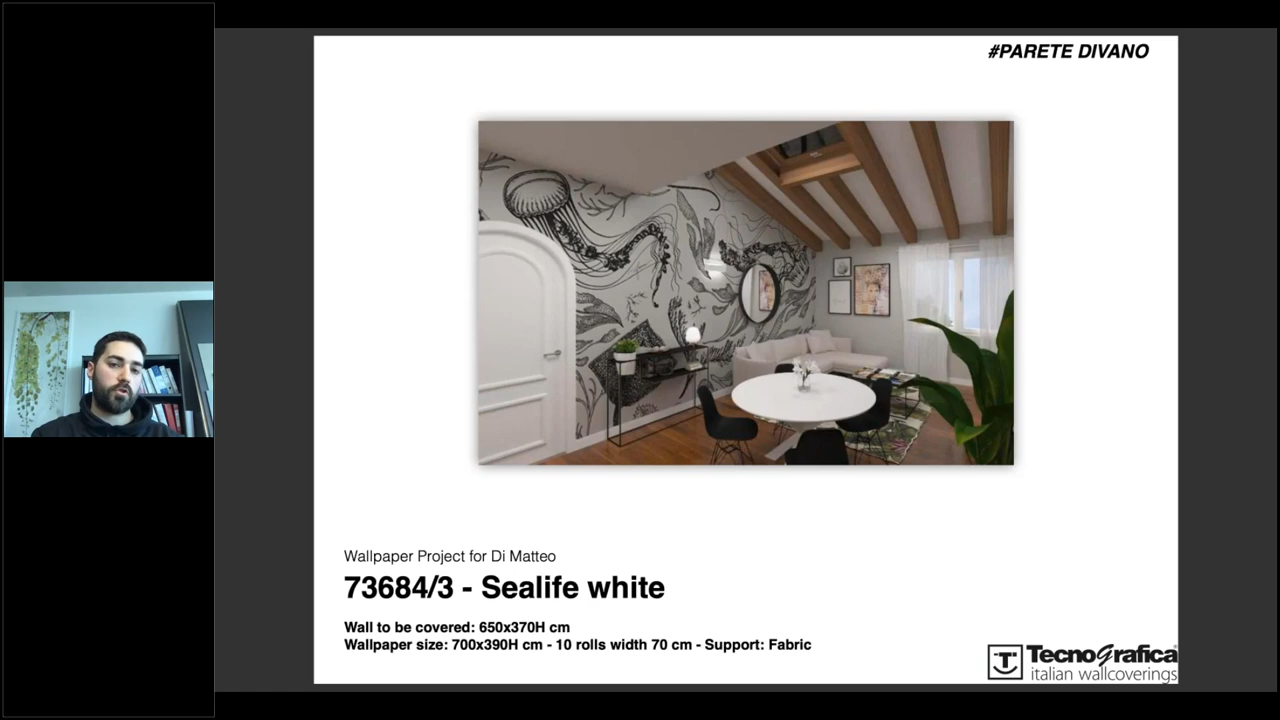 #PARETE DIVANO
Wallpaper Project for Di Matteo
73684/3 - Sealife white
Wall to be covered: 650x370H cm
Wallpaper size: 700x390H cm - 10 rolls width 70 cm - Support: Fabric
TecnoGrafica
italian wallcoverings